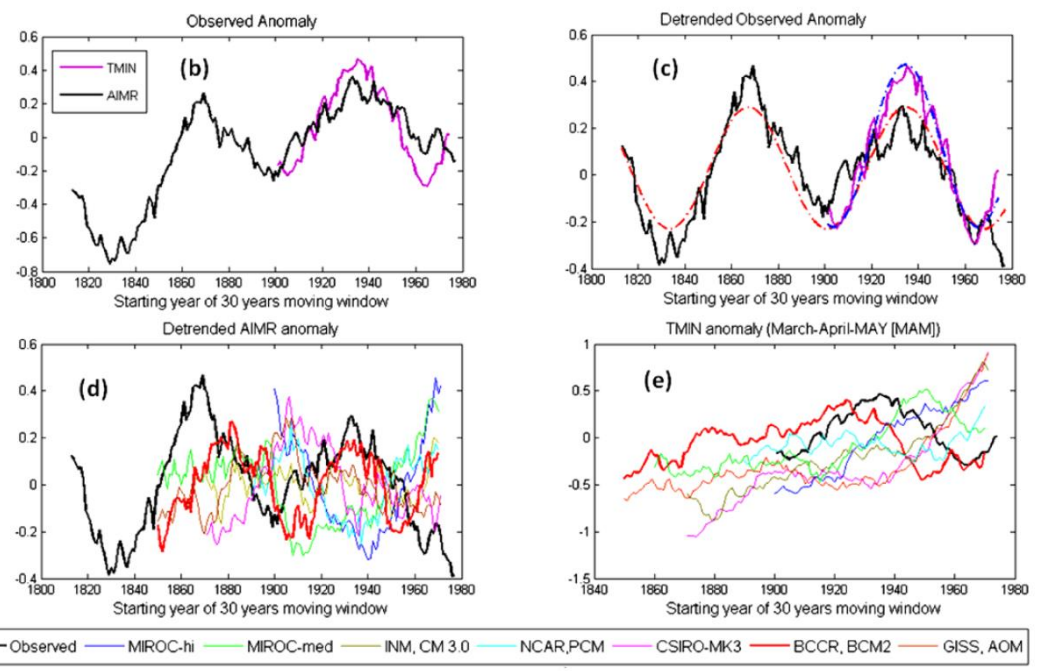 Observed Anomaly
0.6
0.4
0.2
0
-0.2
-0.4
-0.6
-0.8
TMIN
AIMR
(b)
1800 1820 1840 1860 1880 1900 1920 1940 1960 1980
Starting year of 30 years moving window
Detrended Observed Anomaly
0.6
0.4
0.2
0
-0.2
-0.4
(c)
1800 1820 1840 1860 1880 1900 1920 1940 1960 1980
Starting year of 30 years moving window
Detrended AIMR anomaly
0.6
0.4
0.2
0
-0.2
-0.4
(d)
1800 1820 1840 1860 1880 1900 1920 1940 1960 1980
Starting year of 30 years moving window
TMIN anomaly (March-April-MAY [MAM])
1
0.5
0
-0.5
-1
-1.5
(e)
1840 1860 1880 1900 1920 1940 1960 1980
Starting year of 30 years moving window
Observed MIROC-hi MIROC-med INM, CM 3.0 NCAR,PCM CSIRO-MK3 BCCR, BCM2 GISS, AOM